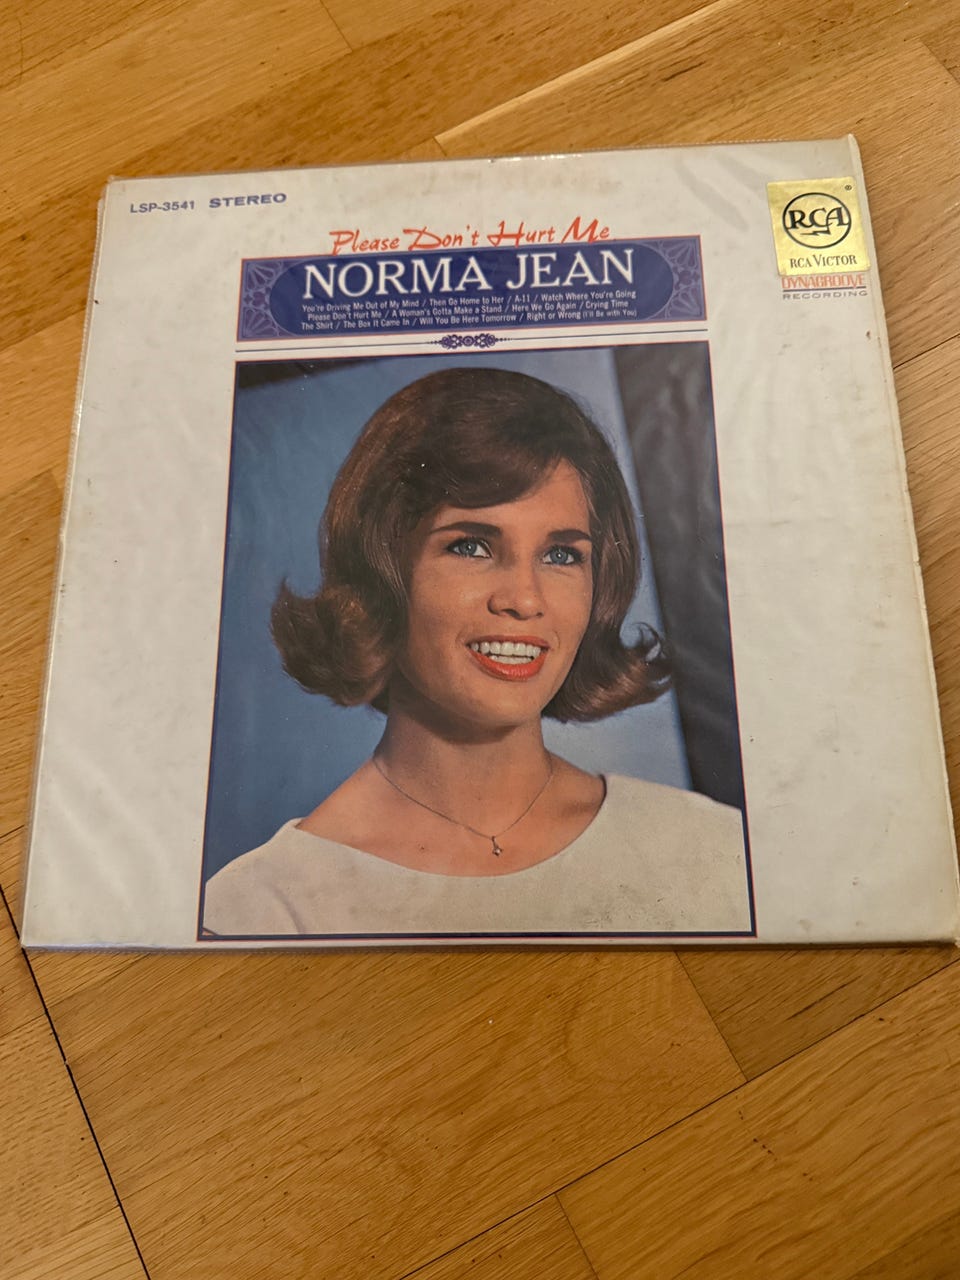 LSP-3541 STEREO
Please Don't Hurt Me
NORMA JEAN
You're Driving Me Out of My Mind / Then Go Home to Her / A-11 / Watch Where You're Going
Please Don't Hurt Me / A Woman's Gotta Make a Stand / Here We Go Again / Crying Time
The Shirt / The Box It Came In / Will You Be Here Tomorrow / Right or Wrong (I'll Be with You)
®
RCA
RCA VICTOR
DYNAGROOVE
RECORDING